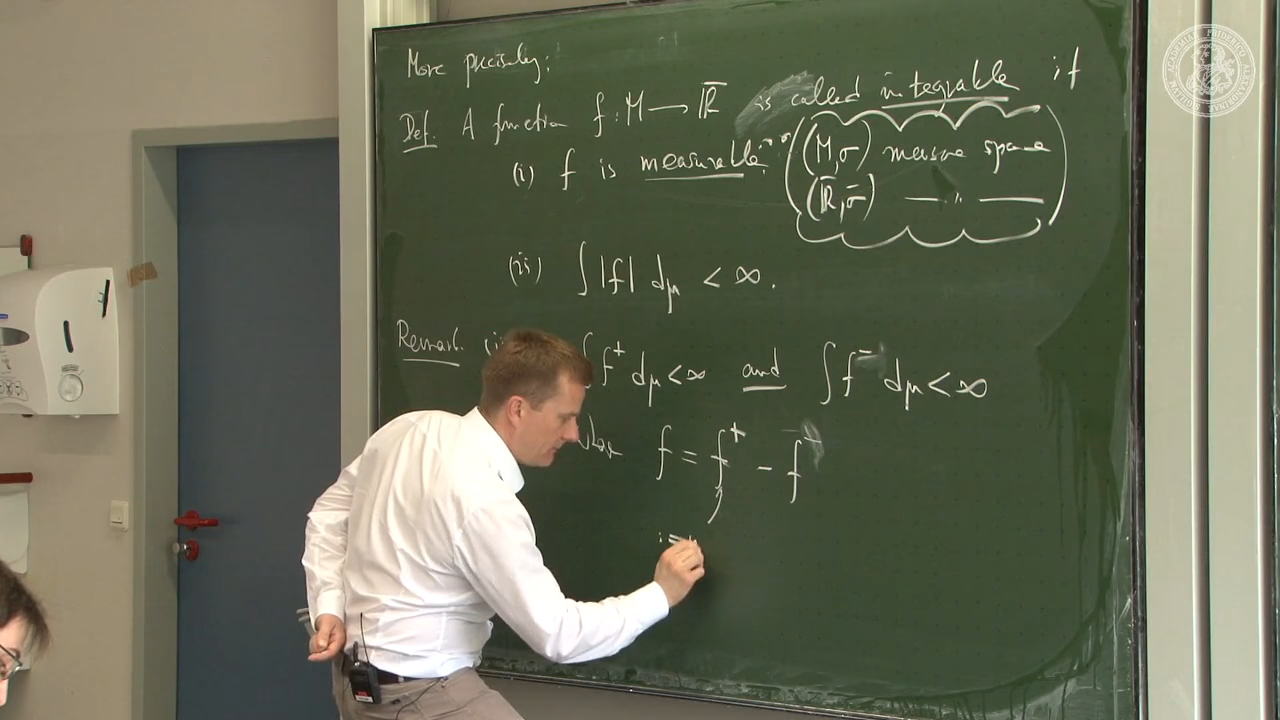 More precisely:
Def. A function f : M ⟶ R̅ is called integrable if
(i) f is measurable
(M,σ) measure space
(R̅,σ̅) —— " ——
(ii) ∫ |f| dμ < ∞.
Remark. (i) ∫ f⁺ dμ < ∞ and ∫ f⁻ dμ < ∞
f = f⁺ - f⁻
:=